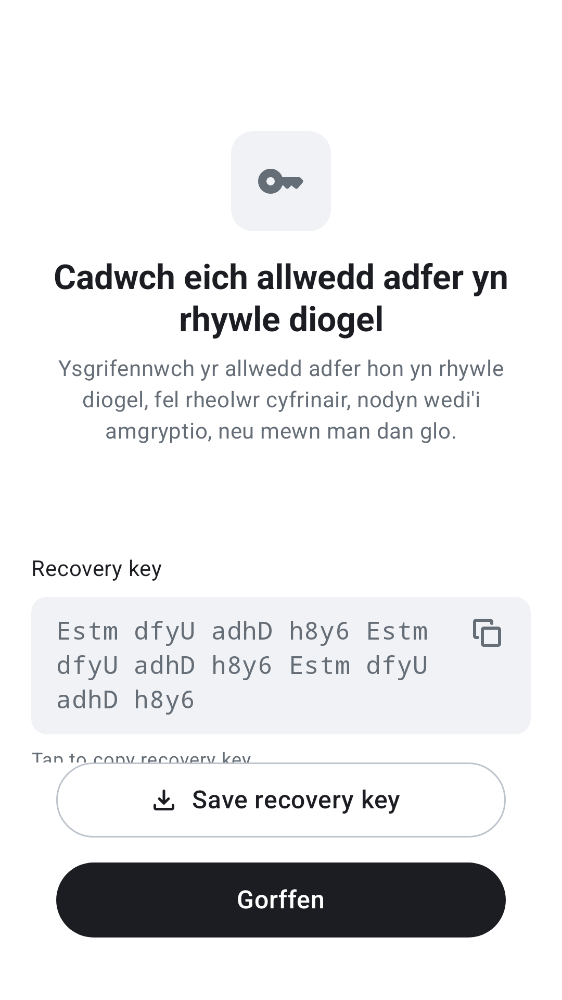 Cadwch eich allwedd adfer yn
rhywle diogel
Ysgrifennwch yr allwedd adfer hon yn rhywle
diogel, fel rheolwr cyfrinair, nodyn wedi'i
amgryptio, neu mewn man dan glo.
Recovery key
Estm dfyU adhD h8y6 Estm
dfyU adhD h8y6 Estm dfyU
adhD h8y6
Tap to copy recovery key
Save recovery key
Gorffen